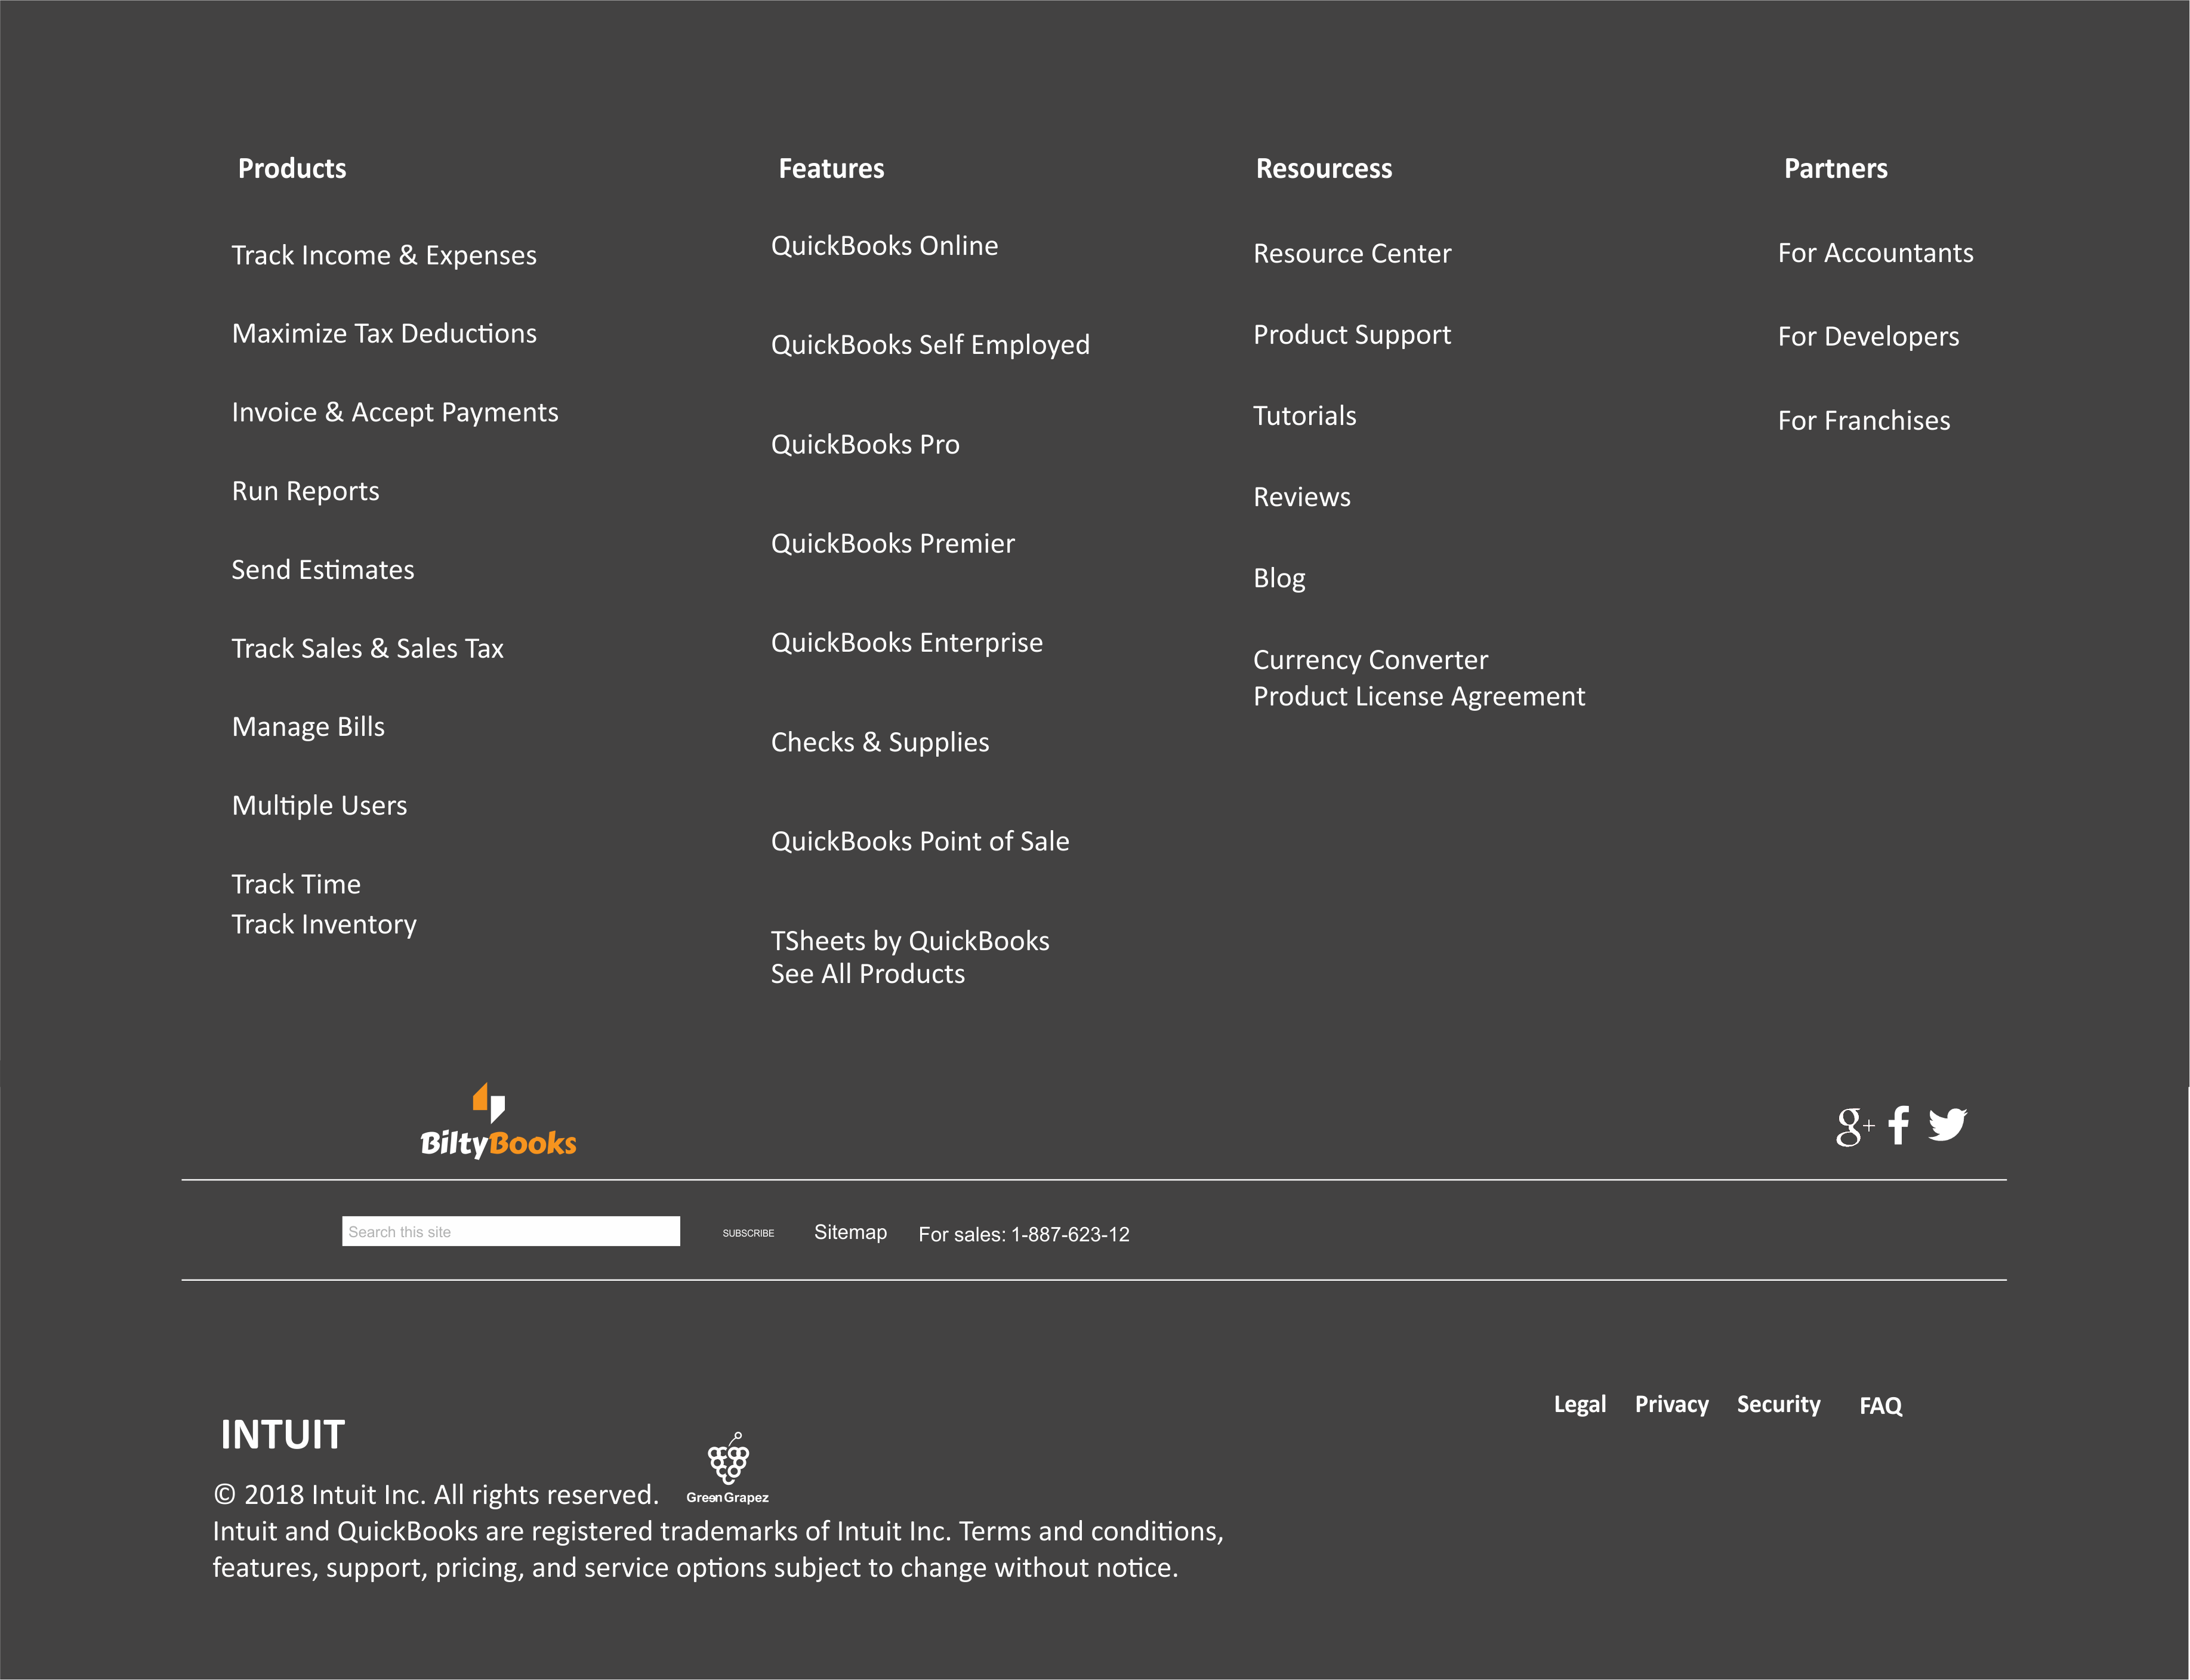 Products
Track Income & Expenses
Maximize Tax Deductions
Invoice & Accept Payments
Run Reports
Send Estimates
Track Sales & Sales Tax
Manage Bills
Multiple Users
Track Time
Track Inventory
Features
QuickBooks Online
QuickBooks Self Employed
QuickBooks Pro
QuickBooks Premier
QuickBooks Enterprise
Checks & Supplies
QuickBooks Point of Sale
TSheets by QuickBooks
See All Products
Resourcess
Resource Center
Product Support
Tutorials
Reviews
Blog
Currency Converter
Product License Agreement
Partners
For Accountants
For Developers
For Franchises
BiltyBooks
g+ f
Search this site
SUBSCRIBE
Sitemap
For sales: 1-887-623-12
Legal
Privacy
Security
FAQ
INTUIT
© 2018 Intuit Inc. All rights reserved.
Green Grapez
Intuit and QuickBooks are registered trademarks of Intuit Inc. Terms and conditions,
features, support, pricing, and service options subject to change without notice.